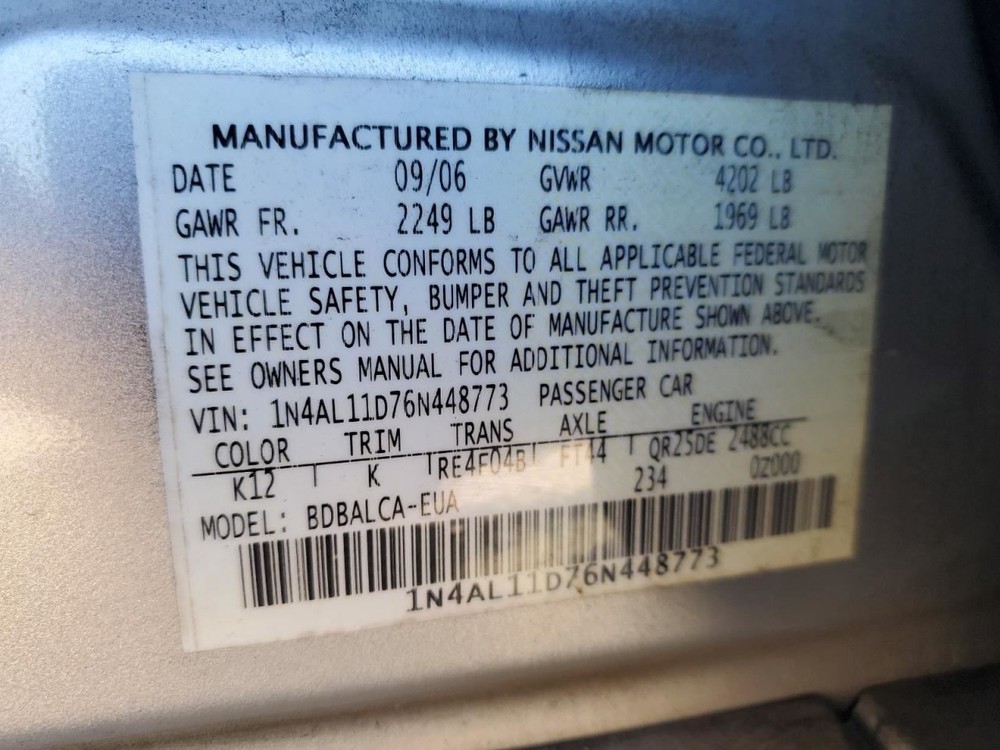 MANUFACTURED BY NISSAN MOTOR CO., LTD.
DATE 09/06 GVWR 4202 LB
GAWR FR. 2249 LB GAWR RR. 1969 LB
THIS VEHICLE CONFORMS TO ALL APPLICABLE FEDERAL MOTOR
VEHICLE SAFETY, BUMPER AND THEFT PREVENTION STANDARDS
IN EFFECT ON THE DATE OF MANUFACTURE SHOWN ABOVE.
SEE OWNERS MANUAL FOR ADDITIONAL INFORMATION.
VIN: 1N4AL11D76N448773 PASSENGER CAR
COLOR TRIM TRANS AXLE ENGINE
K12 K RE4F04B FT44 QR25DE 2488CC
MODEL: BDBALCA-EUA 234 0Z000
1N4AL11D76N448773